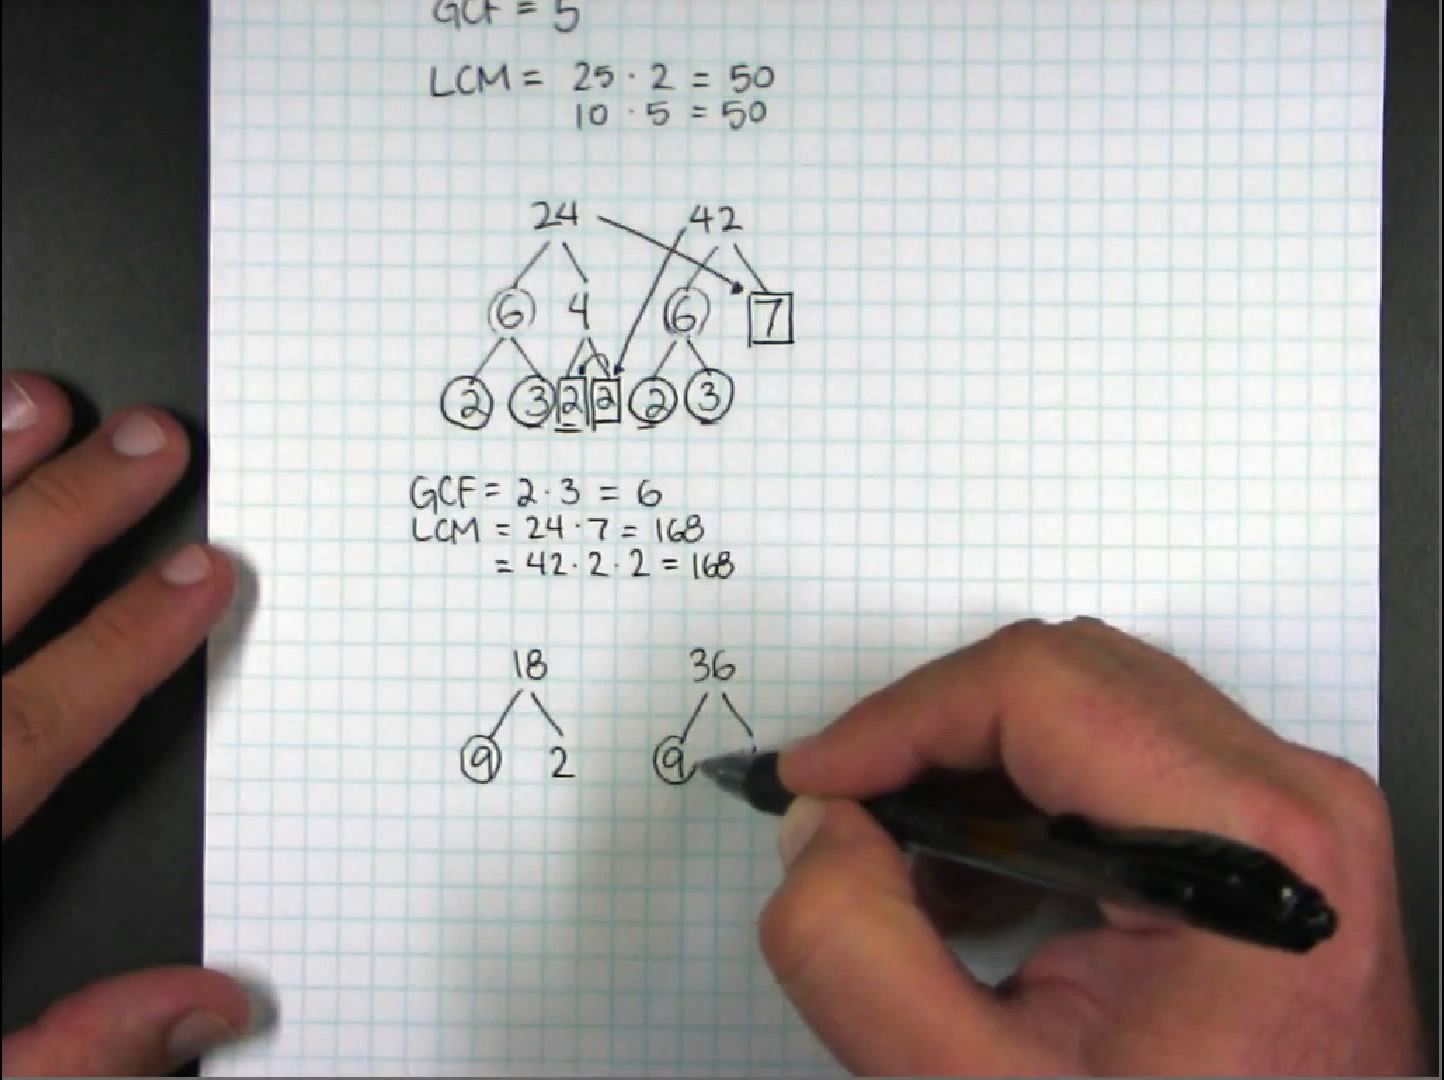 GCF = 5
LCM = 25 · 2 = 50
10 · 5 = 50
24 42
6 4 6 7
2 3 2 2 2 3
GCF = 2 · 3 = 6
LCM = 24 · 7 = 168
= 42 · 2 · 2 = 168
18 36
9 2 9